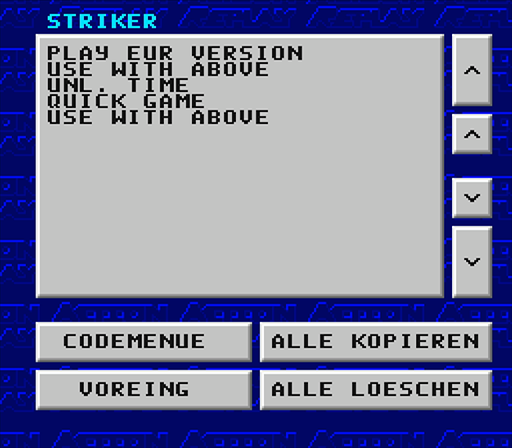 STRIKER
PLAY EUR VERSION
USE WITH ABOVE
UNL. TIME
QUICK GAME
USE WITH ABOVE
CODEMENUE
ALLE KOPIEREN
VOREING
ALLE LOESCHEN